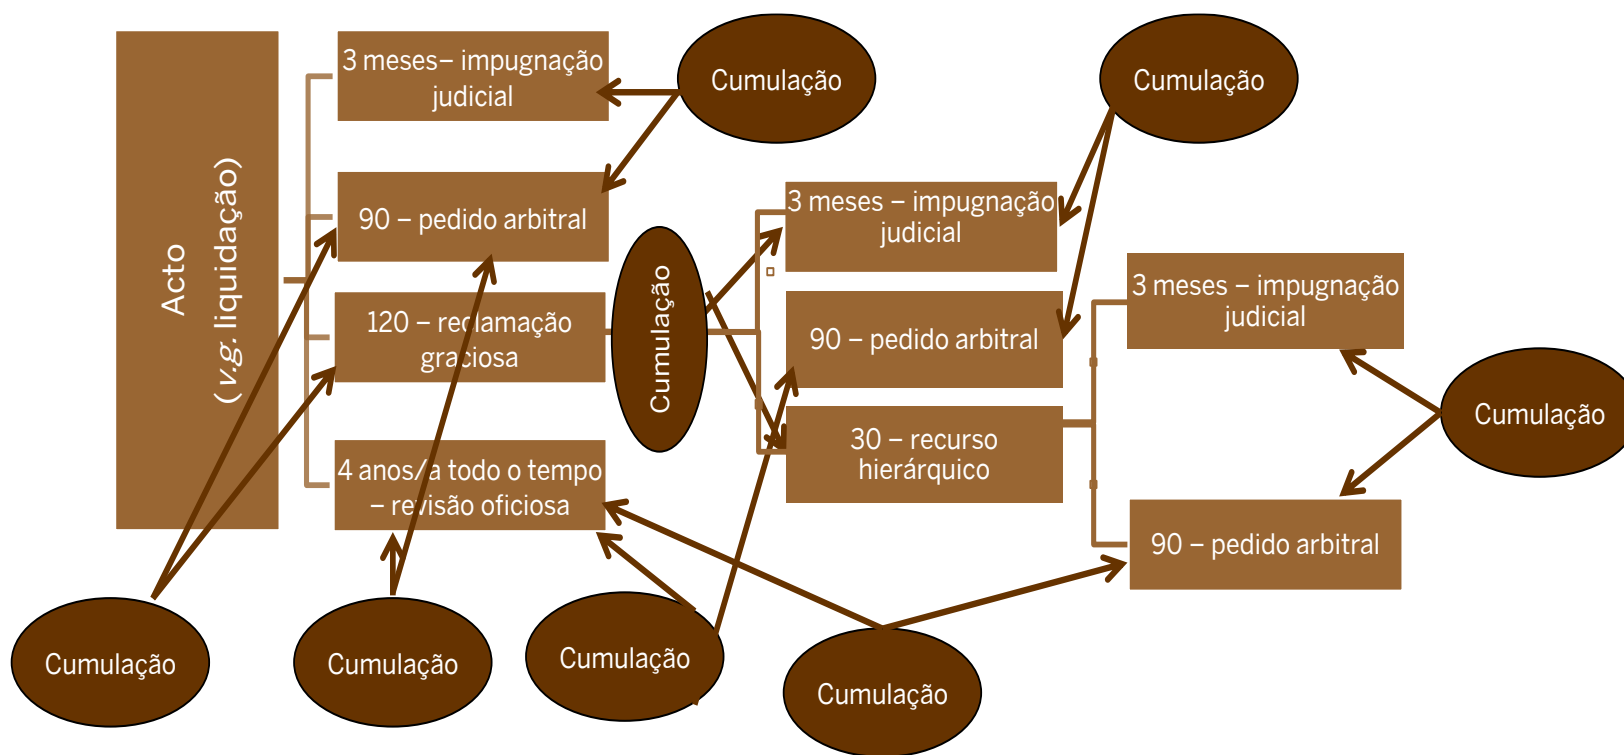 Acto
(v.g. liquidação)
3 meses– impugnação
judicial
90 – pedido arbitral
120 – reclamação
graciosa
4 anos/a todo o tempo
– revisão oficiosa
Cumulação
Cumulação
Cumulação
3 meses – impugnação
judicial
90 – pedido arbitral
30 – recurso
hierárquico
3 meses – impugnação
judicial
90 – pedido arbitral
Cumulação
Cumulação
Cumulação
Cumulação
Cumulação